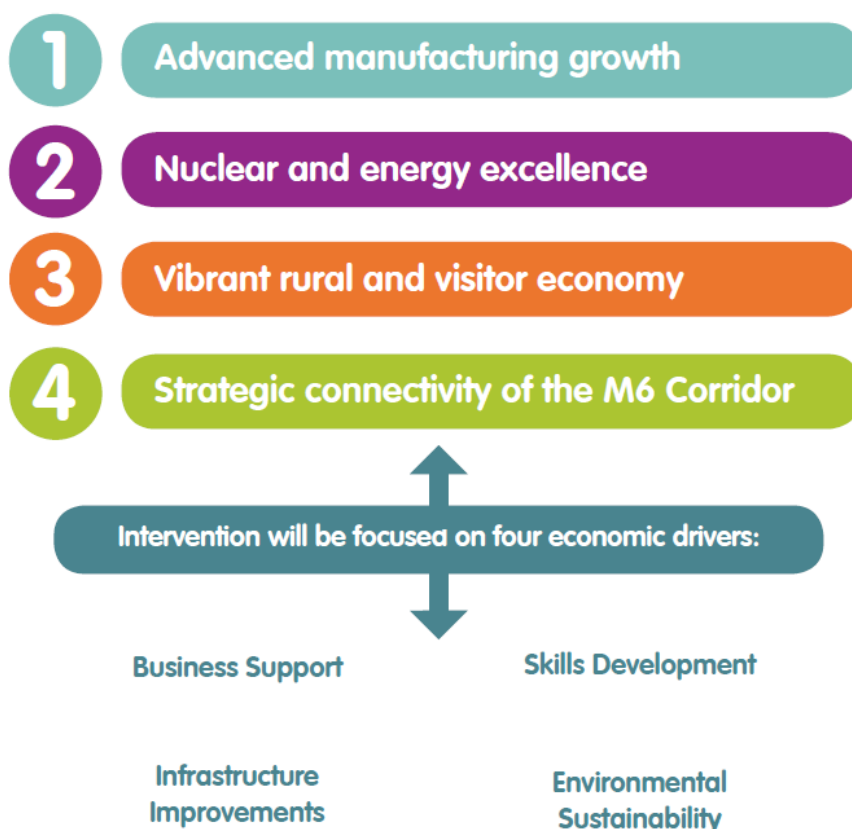 1 Advanced manufacturing growth
2 Nuclear and energy excellence
3 Vibrant rural and visitor economy
4 Strategic connectivity of the M6 Corridor
Intervention will be focused on four economic drivers:
Business Support
Skills Development
Infrastructure
Improvements
Environmental
Sustainability